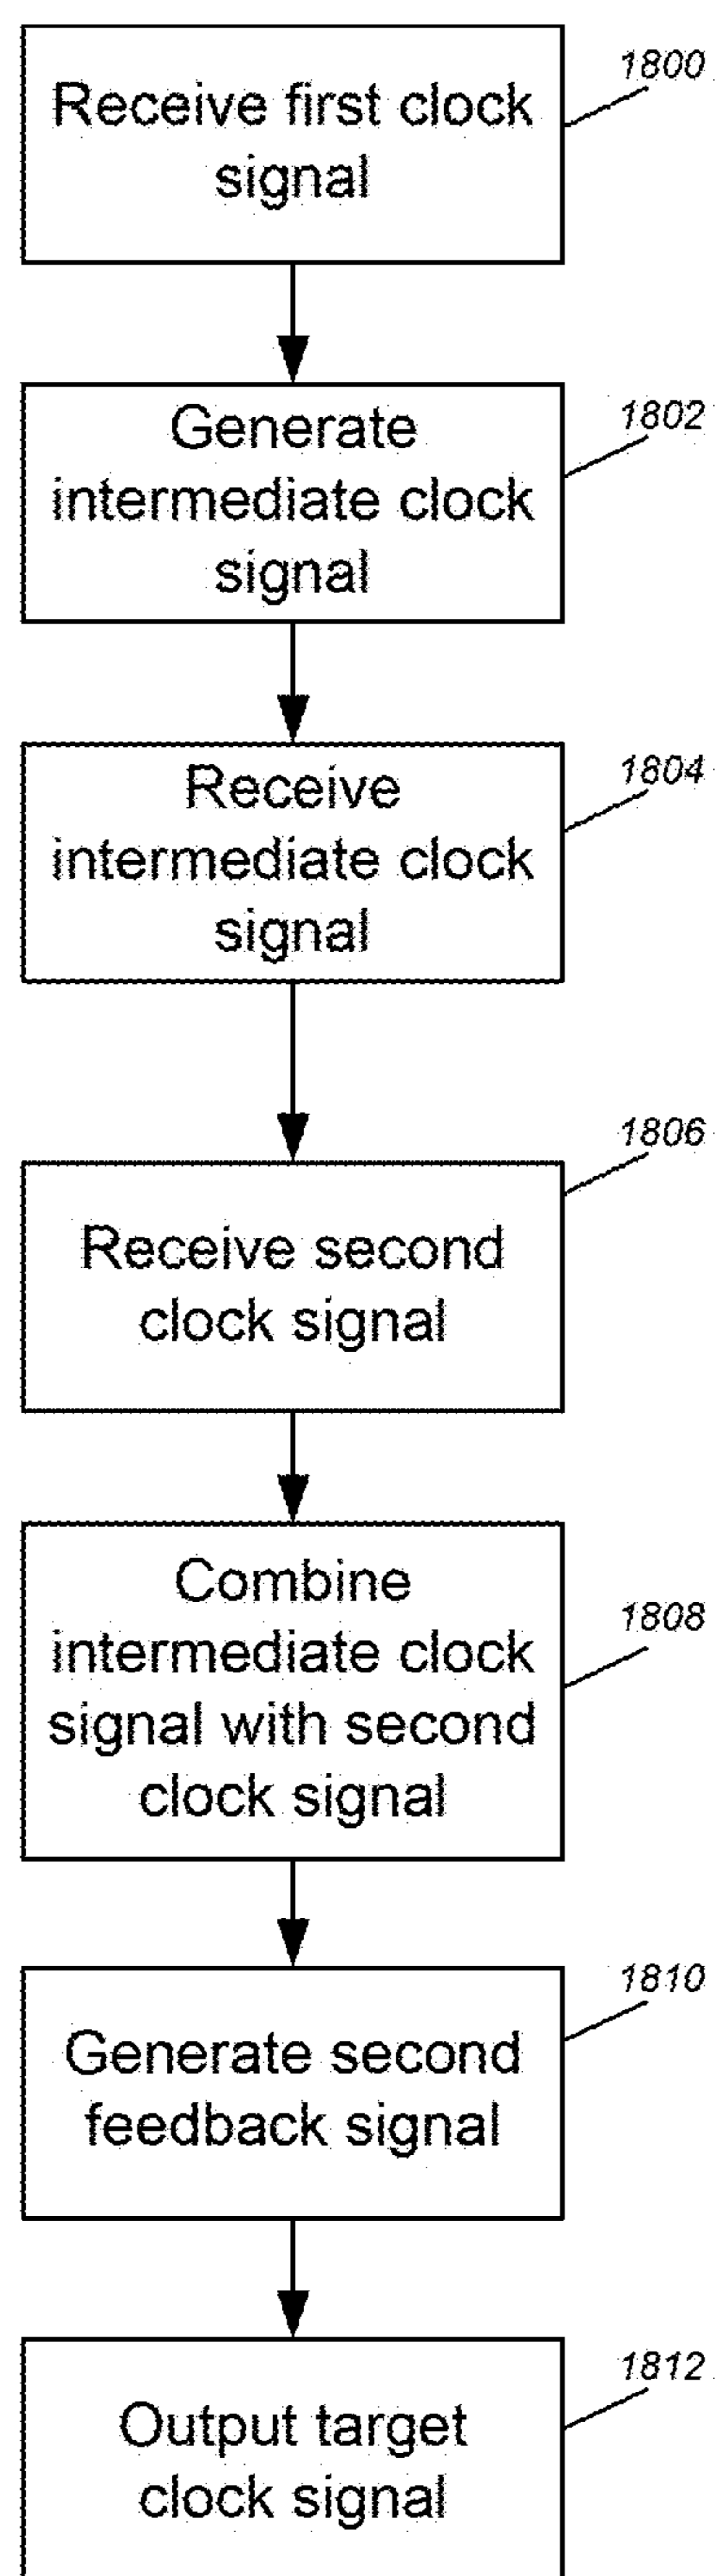 1800
Receive first clock
signal
1802
Generate
intermediate clock
signal
1804
Receive
intermediate clock
signal
1806
Receive second
clock signal
1808
Combine
intermediate clock
signal with second
clock signal
1810
Generate second
feedback signal
1812
Output target
clock signal